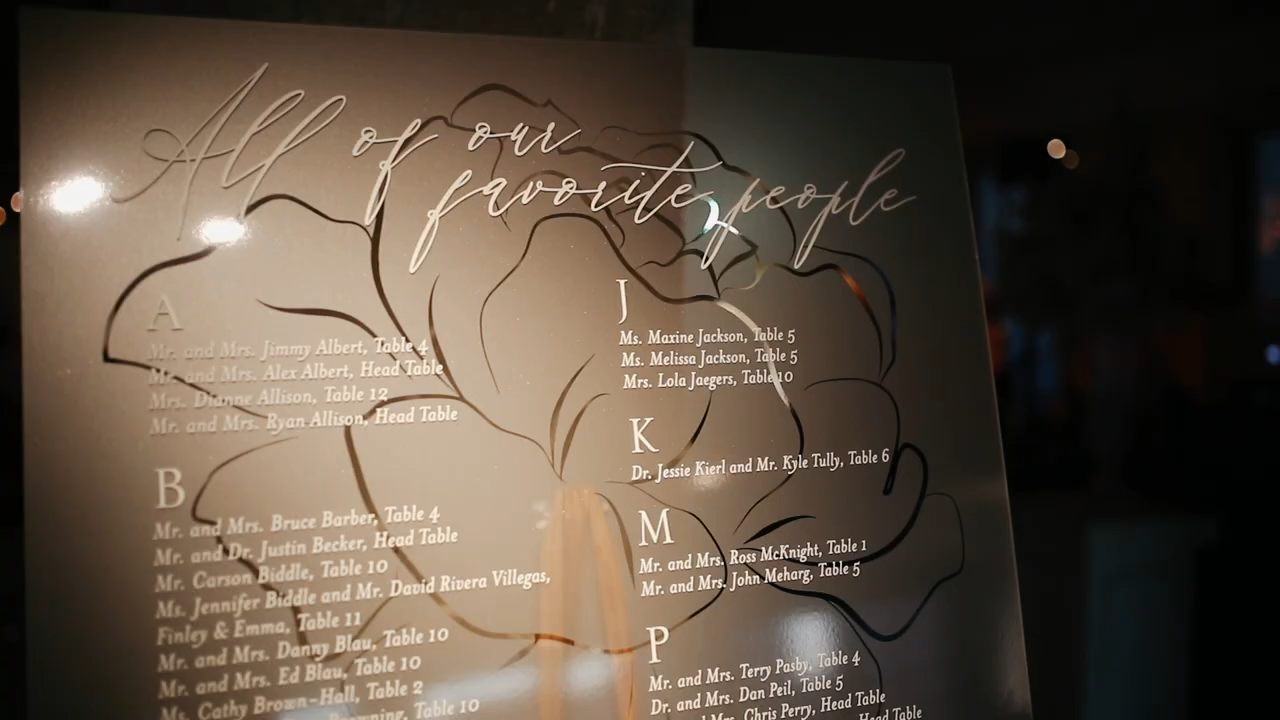 All of our
favorite people
A
Mr. and Mrs. Jimmy Albert, Table 4
Mr. and Mrs. Alex Albert, Head Table
Mrs. Dianne Allison, Table 12
Mr. and Mrs. Ryan Allison, Head Table
B
Mr. and Mrs. Bruce Barber, Table 4
Mr. and Dr. Justin Becker, Head Table
Mr. Carson Biddle, Table 10
Ms. Jennifer Biddle and Mr. David Rivera Villegas,
Finley & Emma, Table 11
Mr. and Mrs. Danny Blau, Table 10
Mr. and Mrs. Ed Blau, Table 10
Ms. Cathy Brown-Hall, Table 2
Browning, Table 10
J
Ms. Maxine Jackson, Table 5
Ms. Melissa Jackson, Table 5
Mrs. Lola Jaegers, Table 10
K
Dr. Jessie Kierl and Mr. Kyle Tully, Table 6
M
Mr. and Mrs. Ross McKnight, Table 1
Mr. and Mrs. John Meharg, Table 5
P
Mr. and Mrs. Terry Pasby, Table 4
Dr. and Mrs. Dan Peil, Table 5
Mrs. Chris Perry, Head Table
Head Table